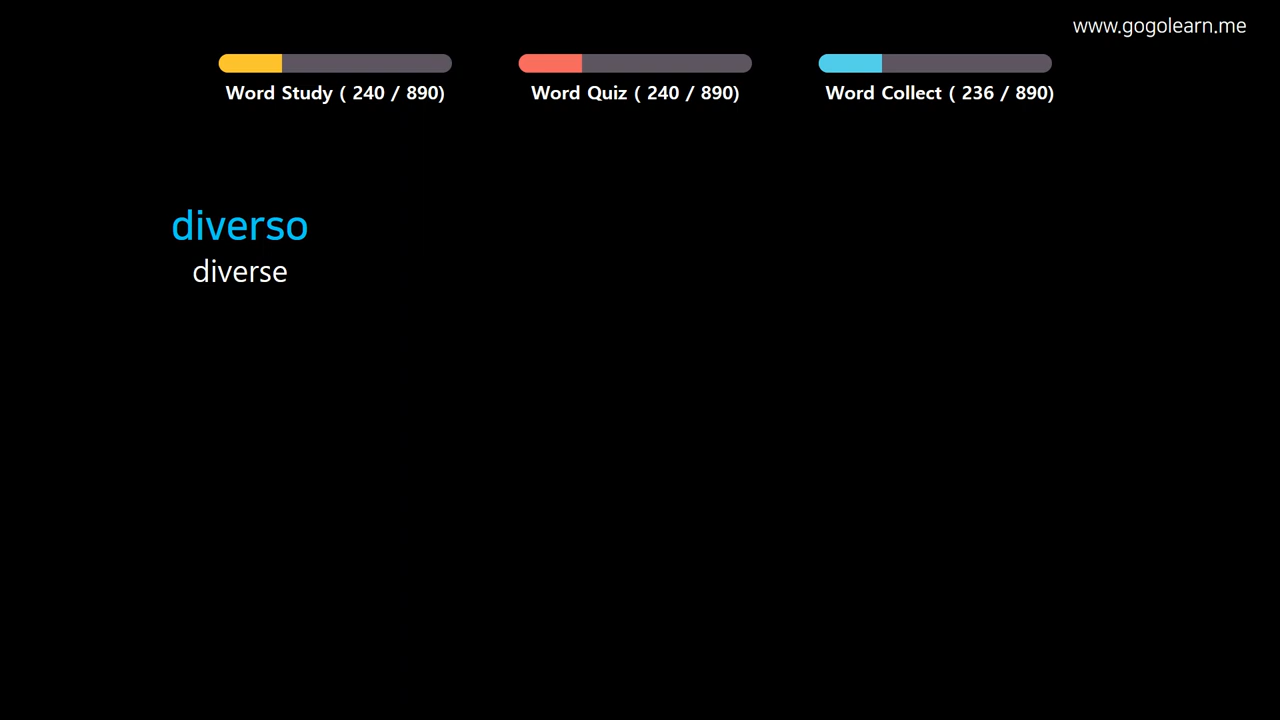 www.gogolearn.me
Word Study ( 240 / 890)
Word Quiz ( 240 / 890)
Word Collect ( 236 / 890)
diverso
diverse